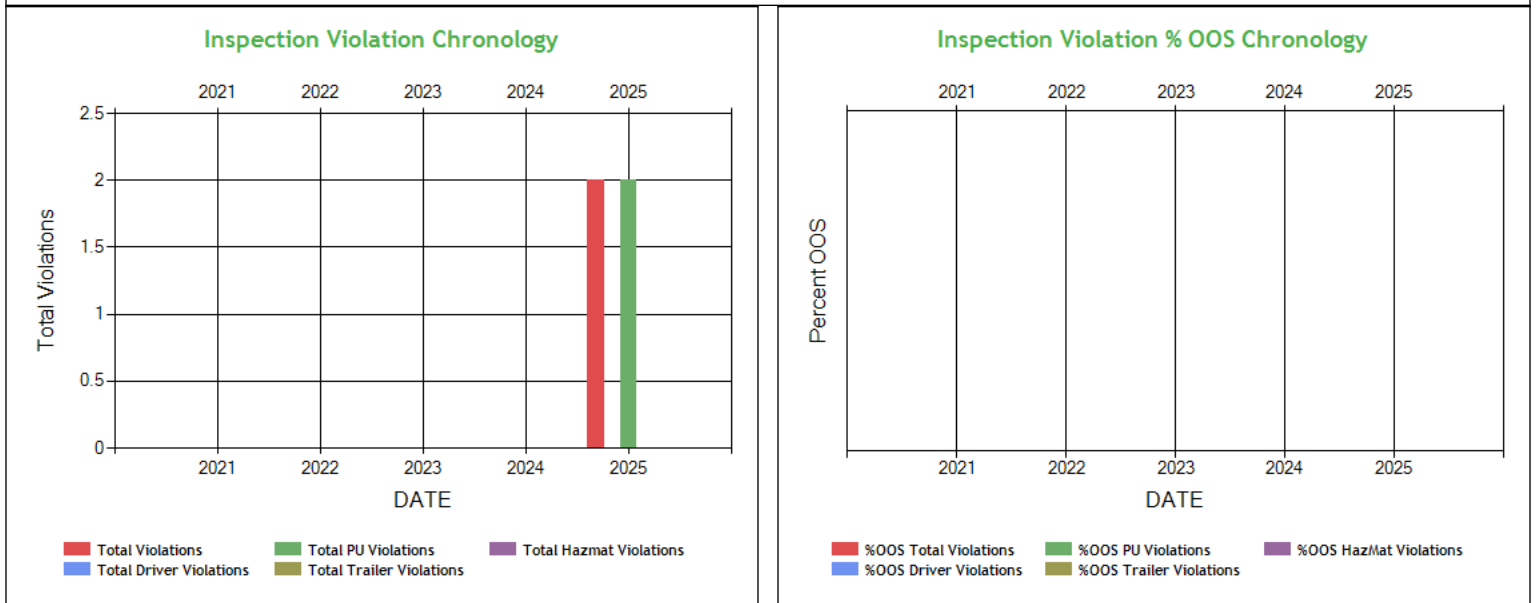 Inspection Violation Chronology
2021 2022 2023 2024 2025
2.5
2
1.5
1
0.5
0
Total Violations
2021 2022 2023 2024 2025
DATE
Total Violations Total PU Violations Total Hazmat Violations
Total Driver Violations Total Trailer Violations
Inspection Violation % OOS Chronology
2021 2022 2023 2024 2025
Percent OOS
2021 2022 2023 2024 2025
DATE
%OOS Total Violations %OOS PU Violations %OOS HazMat Violations
%OOS Driver Violations %OOS Trailer Violations